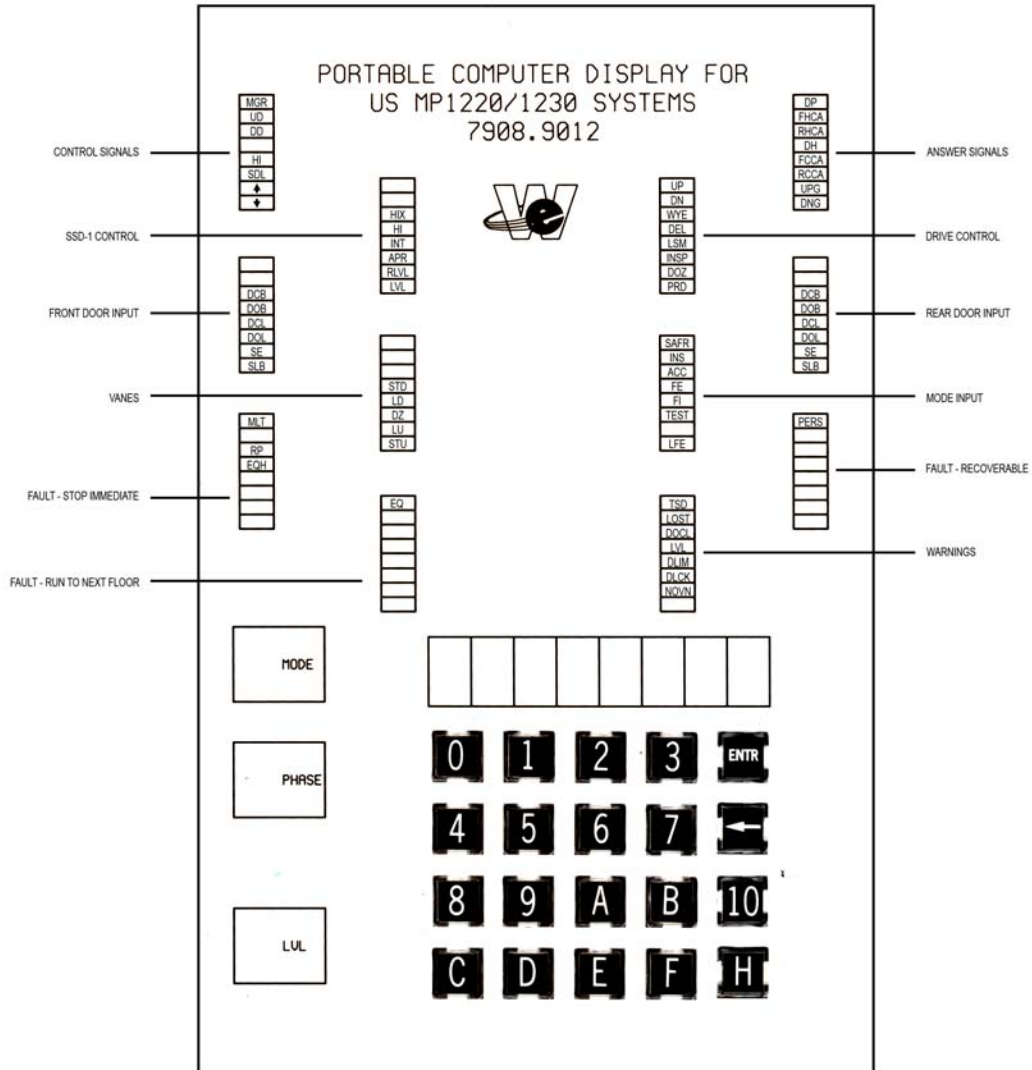 PORTABLE COMPUTER DISPLAY FOR
US MP1220/1230 SYSTEMS
7908.9012
CONTROL SIGNALS
MGR
UD
DD
HI
SDL
DP
FHCA
RHCA
DH
FCCA
RCCA
UPG
DNG
ANSWER SIGNALS
SSD-1 CONTROL
HIX
HI
INT
APR
RLVL
LVL
W
UP
DN
WYE
DEL
LSM
INSP
DOZ
PRD
DRIVE CONTROL
FRONT DOOR INPUT
DCB
DOB
DCL
DOL
SE
SLB
DCB
DOB
DCL
DOL
SE
SLB
REAR DOOR INPUT
VANES
STD
LD
DZ
LU
STU
SAFR
INS
ACC
FE
FI
TEST
LFE
MODE INPUT
FAULT - STOP IMMEDIATE
MLT
RP
EQH
PERS
FAULT - RECOVERABLE
FAULT - RUN TO NEXT FLOOR
EQ
TSD
LOST
DOCL
LVL
DLIM
DLCK
NOVN
WARNINGS
MODE
PHASE
LVL
0 1 2 3 ENTR
4 5 6 7
8 9 A B 10
C D E F H